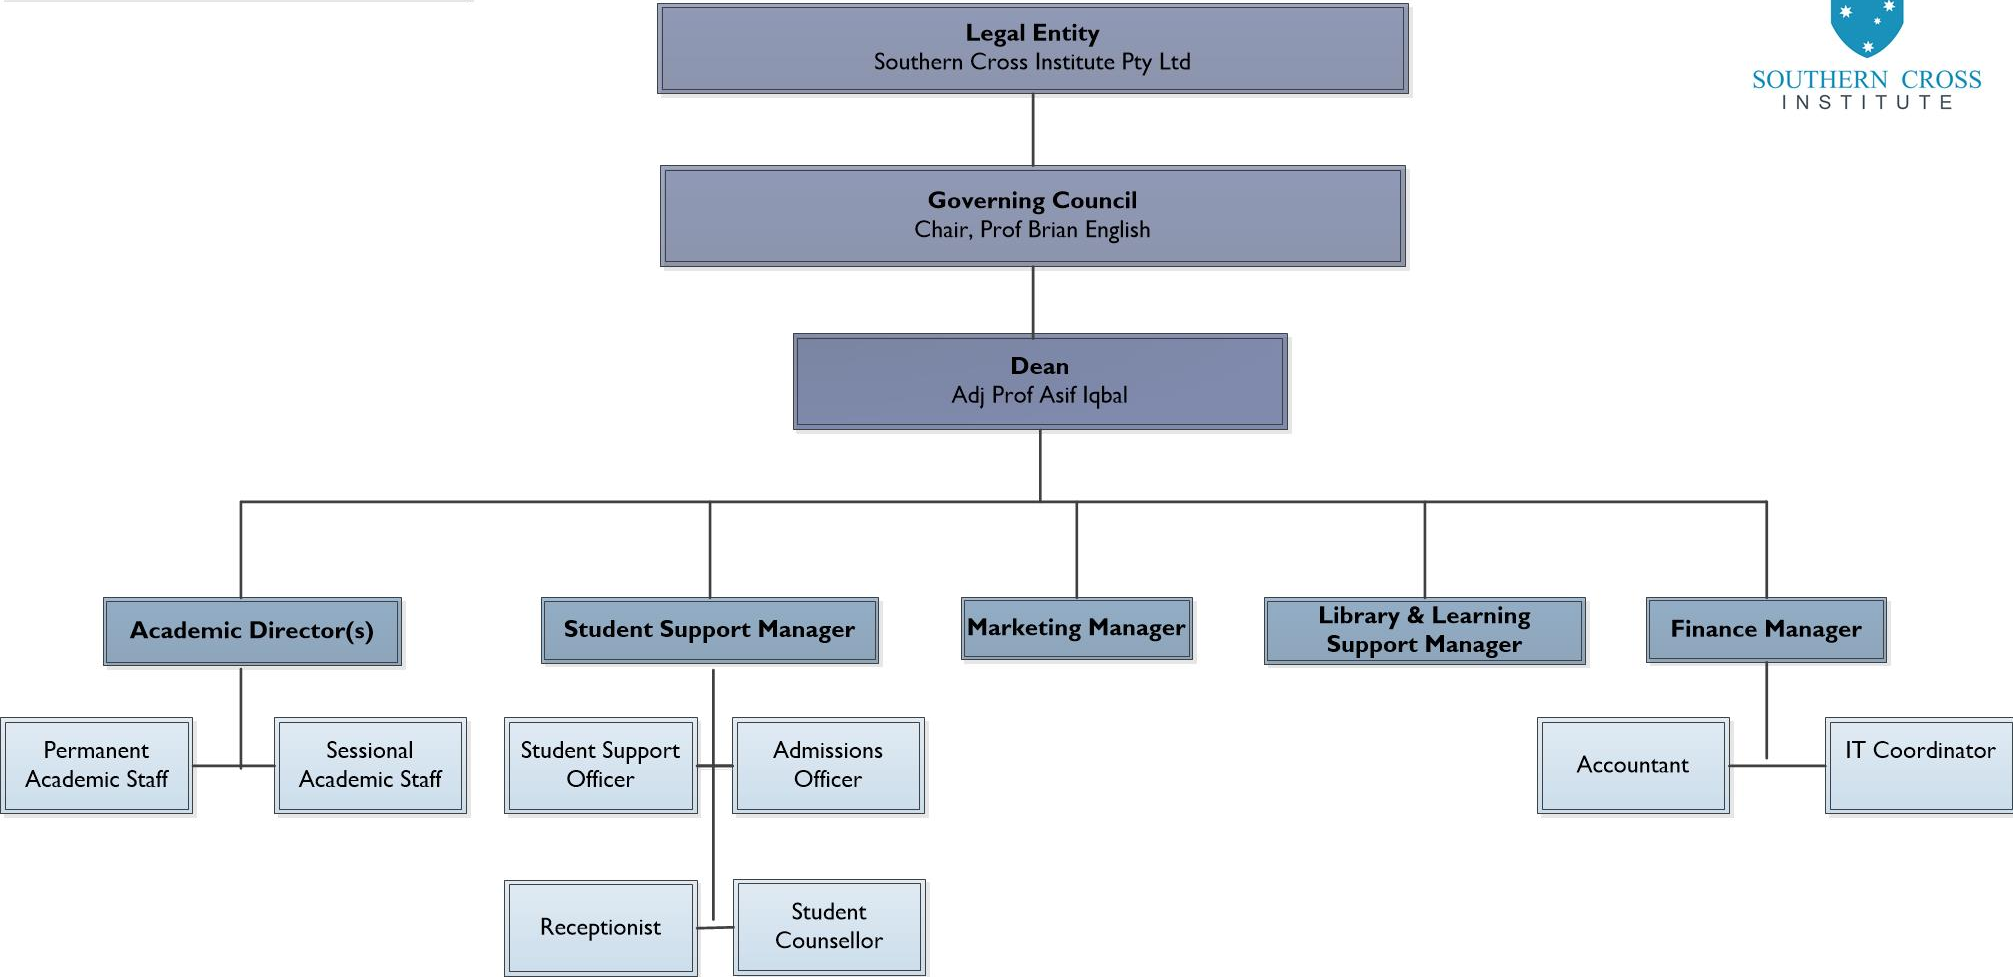 Legal Entity
Southern Cross Institute Pty Ltd
SOUTHERN CROSS
INSTITUTE
Governing Council
Chair, Prof Brian English
Dean
Adj Prof Asif Iqbal
Academic Director(s)
Student Support Manager
Marketing Manager
Library & Learning
Support Manager
Finance Manager
Permanent
Academic Staff
Sessional
Academic Staff
Student Support
Officer
Admissions
Officer
Accountant
IT Coordinator
Receptionist
Student
Counsellor